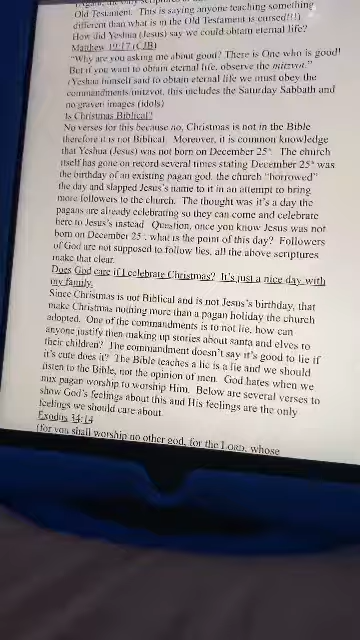 Old Testament. This is saying anyone teaching something
different than what is in the Old Testament is cursed!!!)
How did Yeshua (Jesus) say we could obtain eternal life?
Matthew 19:17 (CJB)
"Why are you asking me about good? There is One who is good!
But if you want to obtain eternal life, observe the mitzvot."
(Yeshua himself said to obtain eternal life we must obey the
commandments/mitzvot, this includes the Saturday Sabbath and
no graven images (idols)
Is Christmas Biblical?
No verses for this because no, Christmas is not in the Bible
therefore it is not Biblical. Moreover, it is common knowledge
that Yeshua (Jesus) was not born on December 25th. The church
itself has gone on record several times stating December 25th was
the birthday of an existing pagan god, the church "borrowed"
the day and slapped Jesus's name to it in an attempt to bring
more followers to the church. The thought was it's a day the
pagans are already celebrating so they can come and celebrate
here to Jesus's instead. Question, once you know Jesus was not
born on December 25th, what is the point of this day? Followers
of God are not supposed to follow lies, all the above scriptures
make that clear.
Does God care if I celebrate Christmas? It's just a nice day with
my family.
Since Christmas is not Biblical and is not Jesus's birthday, that
make Christmas nothing more than a pagan holiday the church
adopted. One of the commandments is to not lie, how can
anyone justify then making up stories about santa and elves to
their children? The commandment doesn't say it's good to lie if
it's cute does it? The Bible teaches a lie is a lie and we should
listen to the Bible, not the opinion of men. God hates when we
mix pagan worship to worship Him. Below are several verses to
show God's feelings about this and His feelings are the only
feelings we should care about.
Exodus 34:14
(for you shall worship no other god, for the LORD, whose